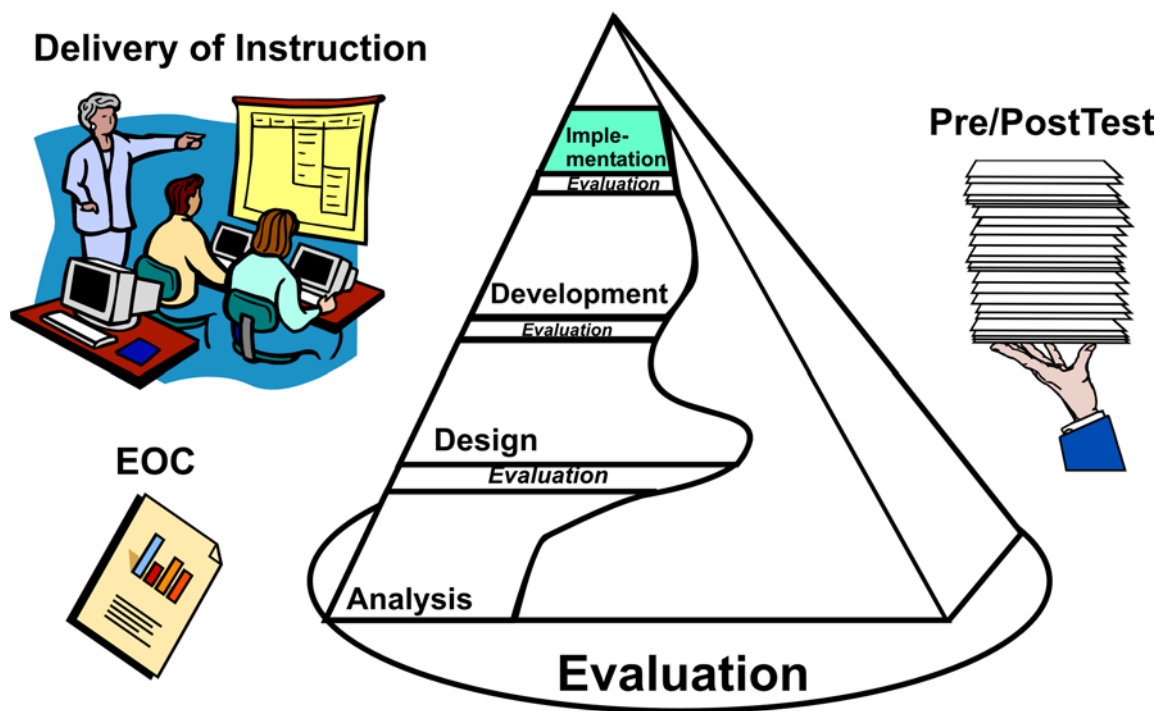 Delivery of Instruction
Imple-
mentation
Evaluation
Pre/PostTest
Development
Evaluation
Design
Evaluation
EOC
Analysis
Evaluation